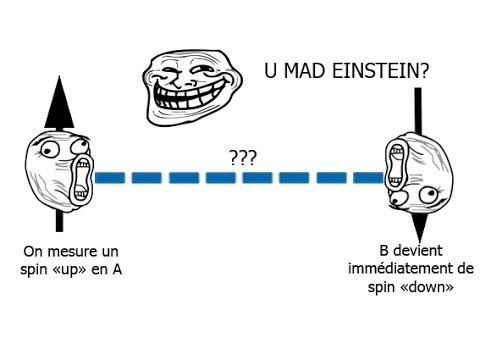 U MAD EINSTEIN?
???
On mesure un
spin «up» en A
B devient
immédiatement de
spin «down»